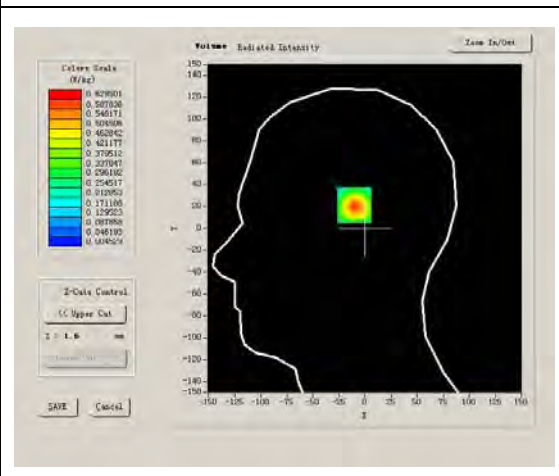 Volume Radiated Intensity
Zoom In/Out
Colors Scale
(W/kg)
0.629501
0.587836
0.546171
0.504506
0.462842
0.421177
0.379512
0.337847
0.296182
0.254517
0.212853
0.171188
0.129523
0.087858
0.046193
0.004529
Z-Cuts Control
<< Upper Cut
Z : 1.6 mm
SAVE
Cancel
Y
150
140
120
100
80
60
40
20
0
-20
-40
-60
-80
-100
-120
-140
-150
-150 -125 -100 -75 -50 -25 0 25 50 75 100 125 150
X